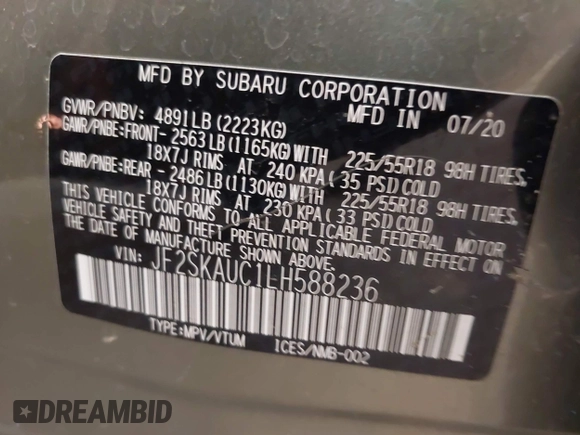 MFD BY SUBARU CORPORATION
MFD IN 07/20
GVWR/PNBV: 4891LB (2223KG)
GAWR/PNBE:FRONT- 2563LB(1165KG)WITH 225/55R18 98H TIRES,
18X7J RIMS AT 240 KPA(35 PSI)COLD
GAWR/PNBE:REAR - 2486LB(1130KG)WITH 225/55R18 98H TIRES,
18X7J RIMS AT 230 KPA(33 PSI)COLD
THIS VEHICLE CONFORMS TO ALL APPLICABLE FEDERAL MOTOR
VEHICLE SAFETY AND THEFT PREVENTION STANDARDS IN EFFECT ON
THE DATE OF MANUFACTURE SHOWN ABOVE.
VIN: JF2SKAUC1LH588236
TYPE:MPV/VTUM ICES/NMB-002
DREAMBID